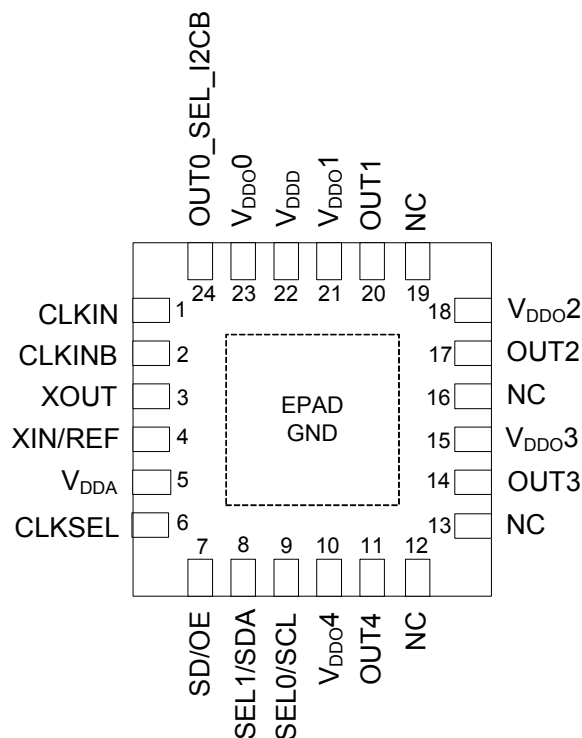 OUT0_SEL_I2CB
VDDO0
VDDD
VDDO1
OUT1
NC
24
23
22
21
20
19
CLKIN
1
CLKINB
2
XOUT
3
XIN/REF
4
VDDA
5
CLKSEL
6
EPAD
GND
18
VDDO2
17
OUT2
16
NC
15
VDDO3
14
OUT3
13
NC
7
8
9
10
11
12
SD/OE
SEL1/SDA
SEL0/SCL
VDDO4
OUT4
NC